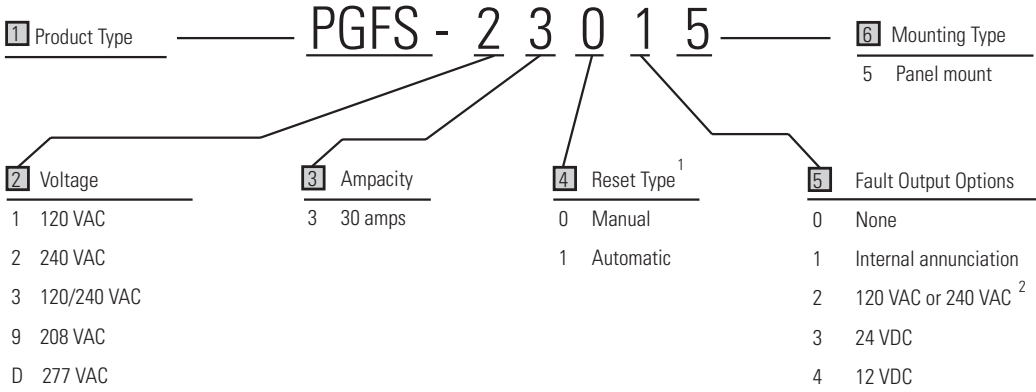 PGFS - 2 3 0 1 5
1 Product Type
6 Mounting Type
5 Panel mount
2 Voltage
1 120 VAC
2 240 VAC
3 120/240 VAC
9 208 VAC
D 277 VAC
3 Ampacity
3 30 amps
4 Reset Type 1
0 Manual
1 Automatic
5 Fault Output Options
0 None
1 Internal annunciation
2 120 VAC or 240 VAC 2
3 24 VDC
4 12 VDC